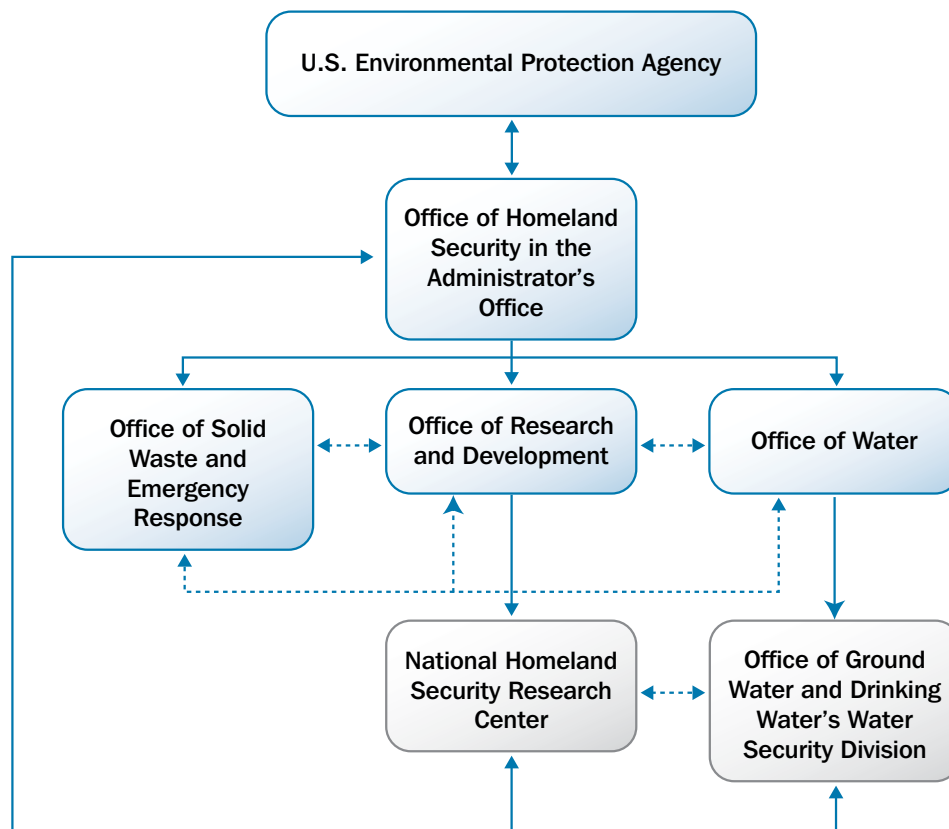 U.S. Environmental Protection Agency
Office of Homeland
Security in the
Administrator’s
Office
Office of Solid
Waste and
Emergency
Response
Office of Research
and Development
Office of Water
National Homeland
Security Research
Center
Office of Ground
Water and Drinking
Water’s Water
Security Division